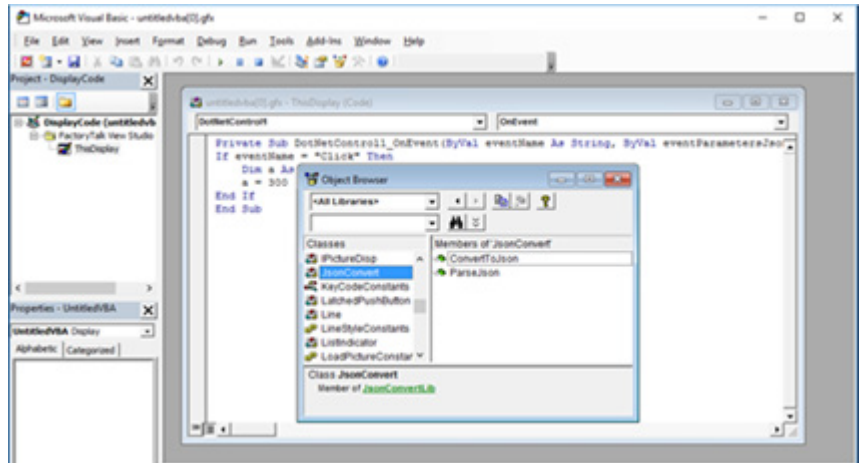 Microsoft Visual Basic - untitledvba[0].gfx
File Edit View Insert Format Debug Run Tools Add-Ins Window Help
Project - DisplayCode
DisplayCode (untitledvb
FactoryTalk View Studio
ThisDisplay
Properties - UntitledVBA
UntitledVBA Display
Alphabetic Categorized
untitledvba[0].gfx - ThisDisplay (Code)
DotNetControl1 OnEvent
Private Sub DotNetControl1_OnEvent(ByVal eventName As String, ByVal eventParametersJso
If eventName = "Click" Then
Dim a As
a = 300
End If
End Sub
Object Browser
<All Libraries>
Classes
Members of 'JsonConvert'
IPictureDisp
JsonConvert
KeyCodeConstants
LatchedPushButton
Line
LineStyleConstants
ListIndicator
LoadPictureConstar
ConvertToJson
ParseJson
Class JsonConvert
Member of JsonConvertLib